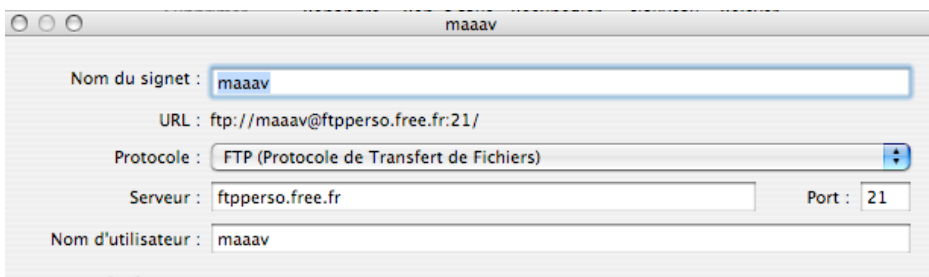 maaav
Nom du signet : maaav
URL : ftp://maaav@ftpperso.free.fr:21/
Protocole : FTP (Protocole de Transfert de Fichiers)
Serveur : ftpperso.free.fr Port : 21
Nom d'utilisateur : maaav